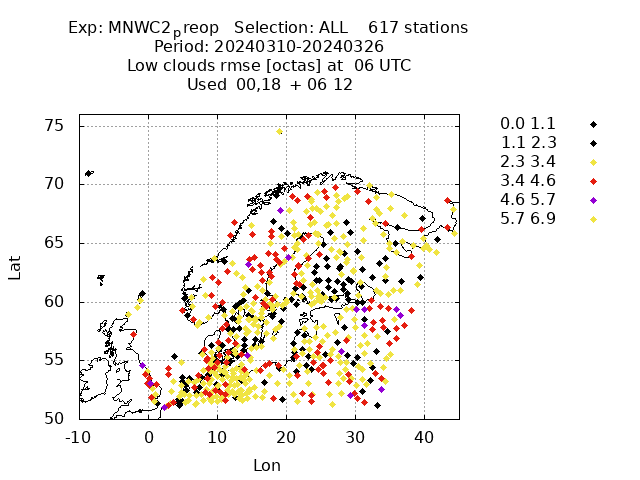 Exp: MNWC2preop   Selection: ALL    617 stations
Period: 20240310-20240326
Low clouds rmse [octas] at  06 UTC
Used  00,18  + 06 12
0.0 1.1
1.1 2.3
2.3 3.4
3.4 4.6
4.6 5.7
5.7 6.9
75
70
65
60
55
50
Lat
-10 0 10 20 30 40
Lon